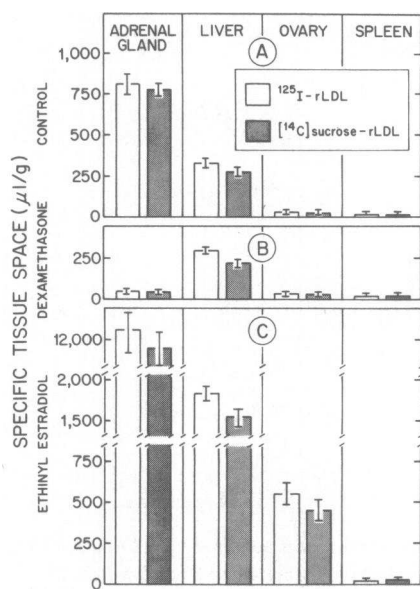 ADRENAL GLAND
LIVER
OVARY
SPLEEN
A
1,000
750
500
250
0
CONTROL
125I-rLDL
[14C]sucrose-rLDL
B
250
0
DEXAMETHASONE
C
12,000
2,000
1,500
750
500
250
0
ETHINYL ESTRADIOL
SPECIFIC TISSUE SPACE (μl/g)